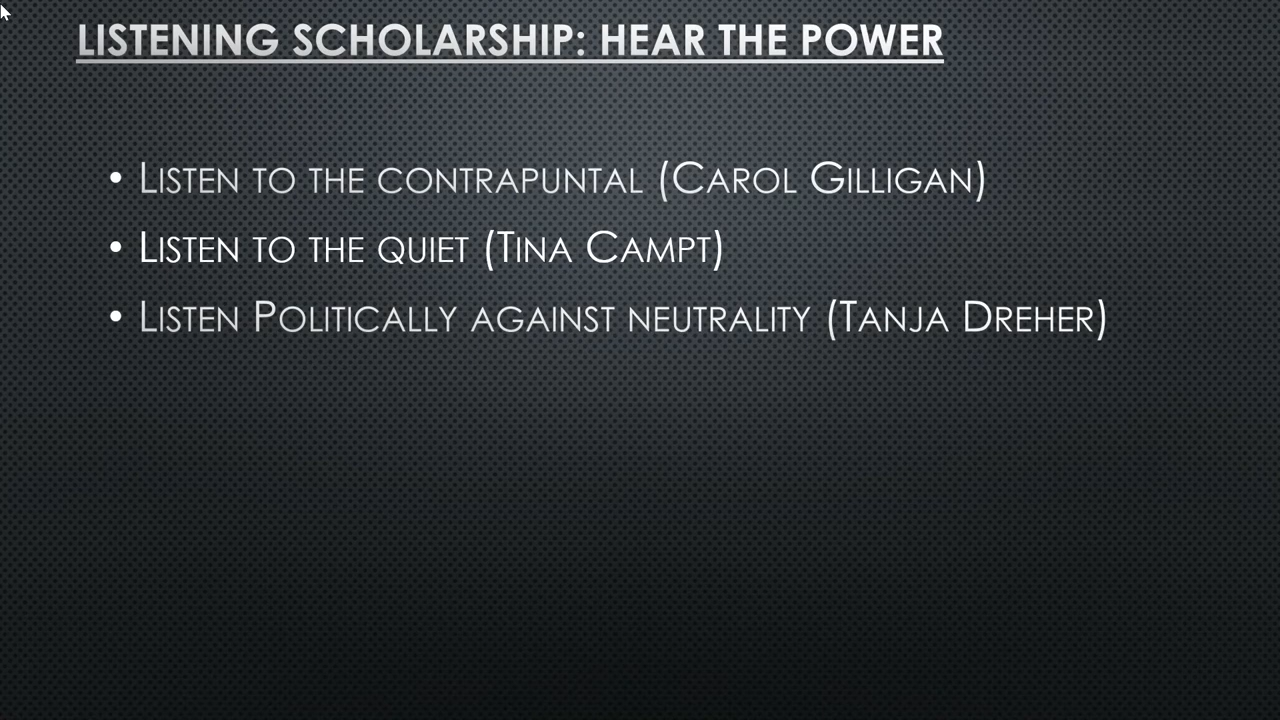 LISTENING SCHOLARSHIP: HEAR THE POWER
• Listen to the contrapuntal (Carol Gilligan)
• Listen to the quiet (Tina Campt)
• Listen Politically against neutrality (Tanja Dreher)